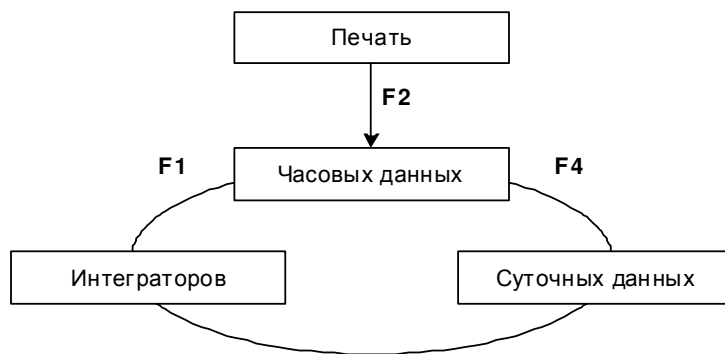 Печать
F2
F1
Часовых данных
F4
Интеграторов
Суточных данных